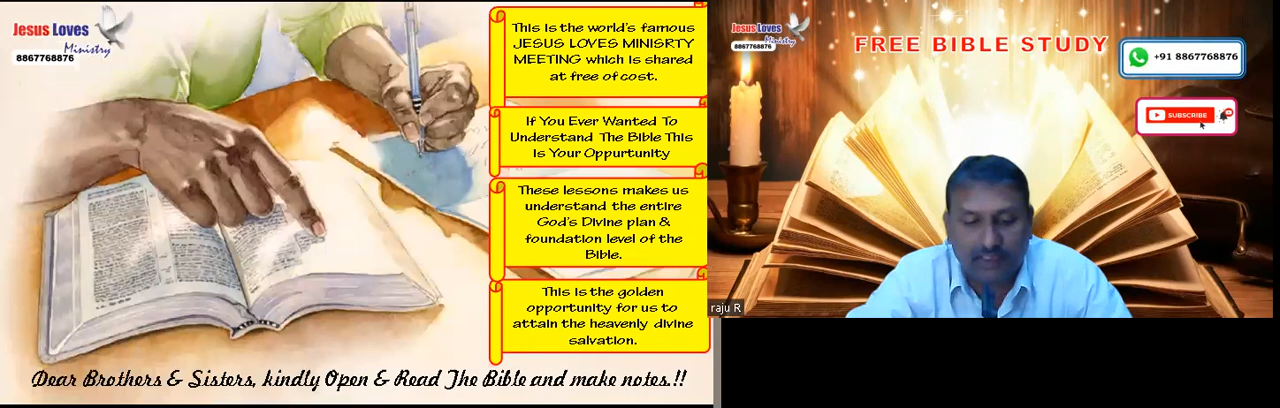 Jesus Loves
Ministry
8867768876
This is the world's famous
JESUS LOVES MINISRTY
MEETING which is shared
at free of cost.
If You Ever Wanted To
Understand The Bible This
is Your Oppurtunity
These lessons makes us
understand the entire
God's Divine plan &
foundation level of the
Bible.
This is the golden
opportunity for us to
attain the heavenly divine
salvation.
Dear Brothers & Sisters, kindly Open & Read The Bible and make notes.!!
Jesus Loves
Ministry
8867768876
FREE BIBLE STUDY
+91 8867768876
SUBSCRIBE
raju R